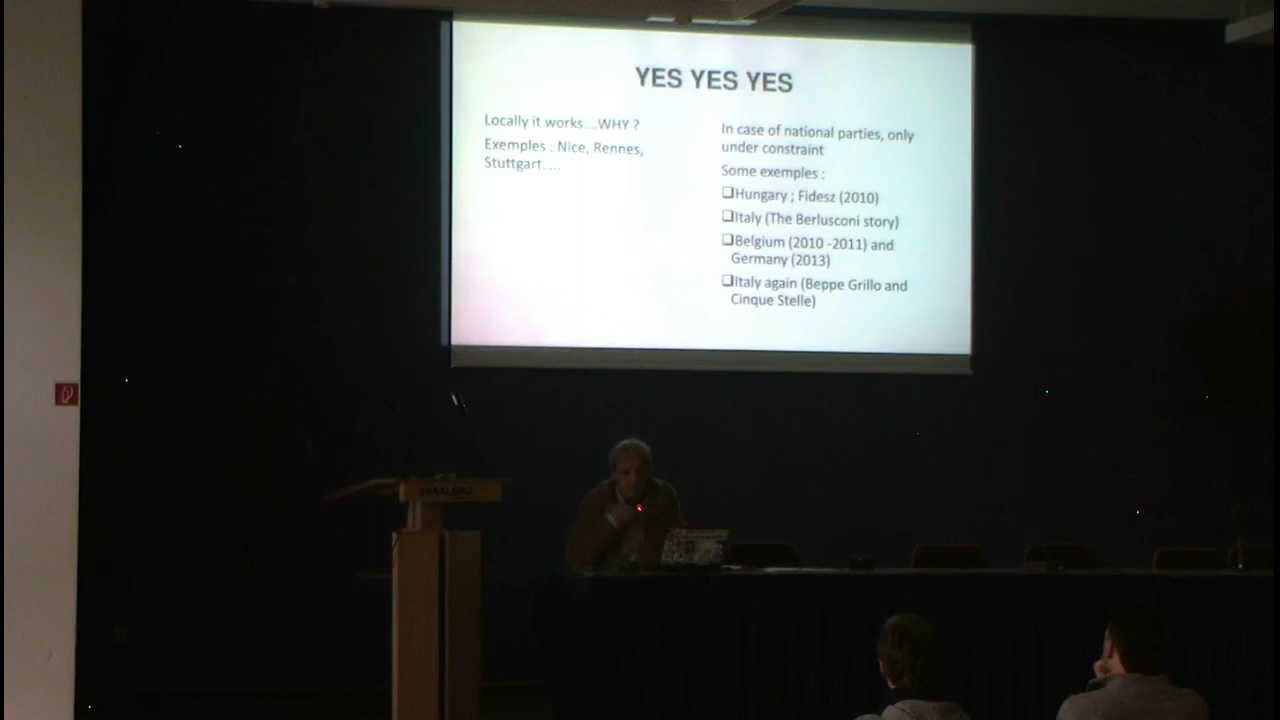 YES YES YES
Locally it works....WHY ?
Exemples : Nice, Rennes,
Stuttgart.....
In case of national parties, only
under constraint
Some exemples :
Hungary ; Fidesz (2010)
Italy (The Berlusconi story)
Belgium (2010 -2011) and
Germany (2013)
Italy again (Beppe Grillo and
Cinque Stelle)
SAALBAU